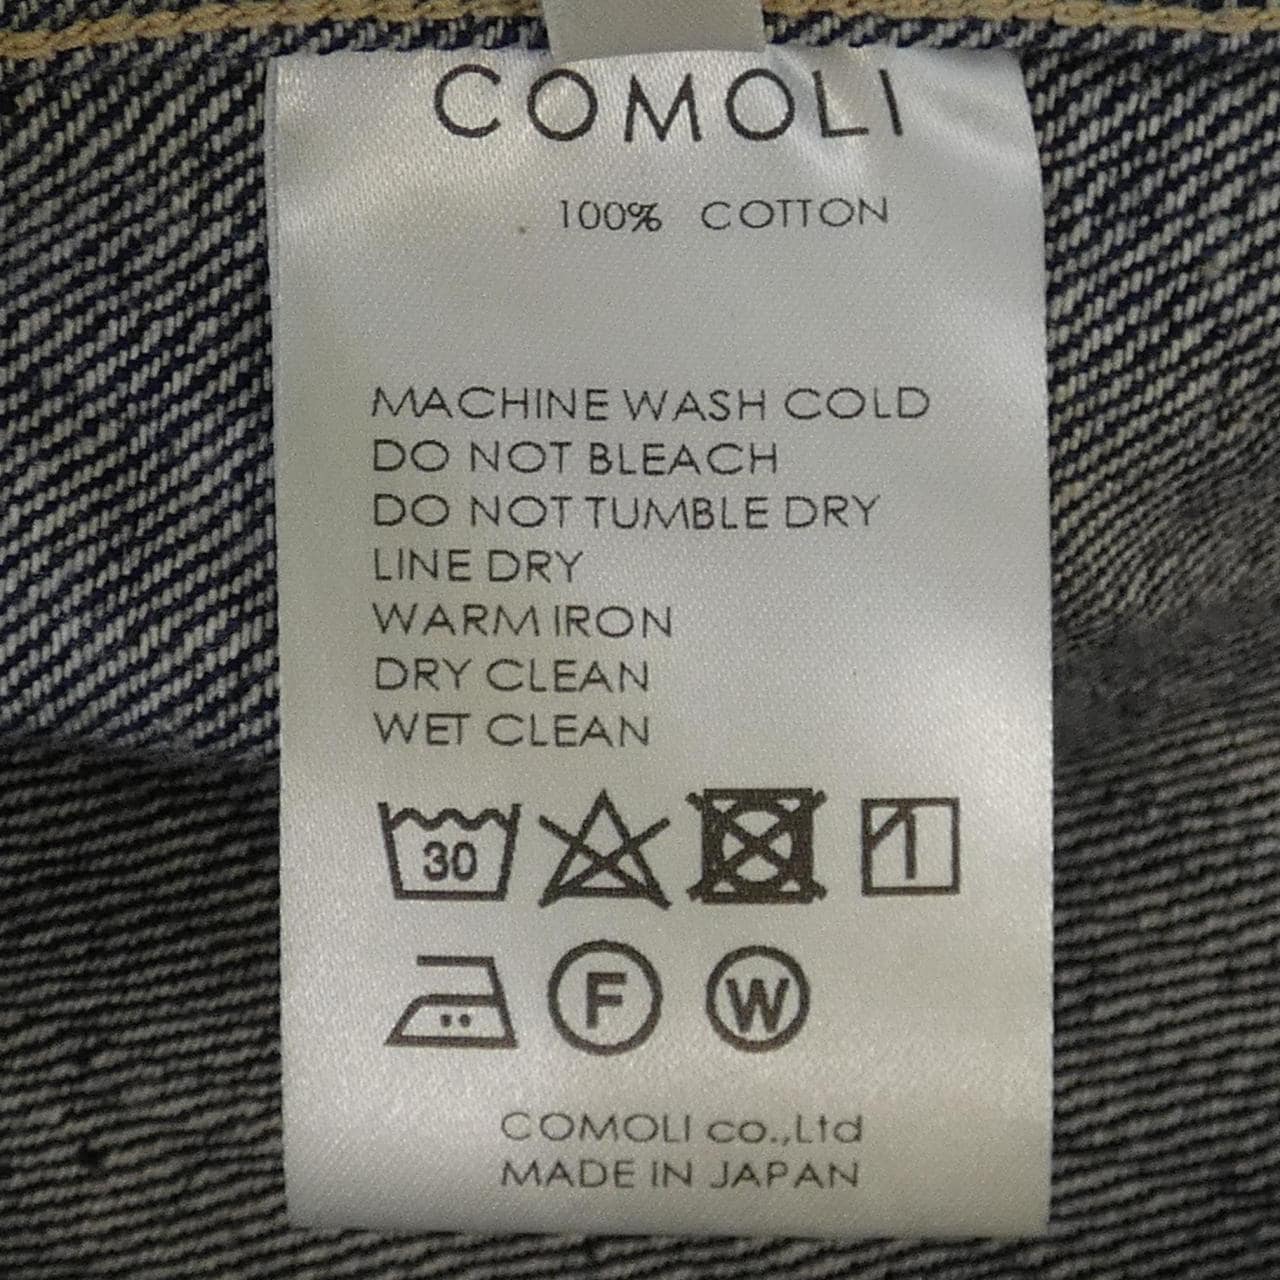 COMOLI
100% COTTON
MACHINE WASH COLD
DO NOT BLEACH
DO NOT TUMBLE DRY
LINE DRY
WARM IRON
DRY CLEAN
WET CLEAN
30
F W
COMOLI co.,Ltd
MADE IN JAPAN